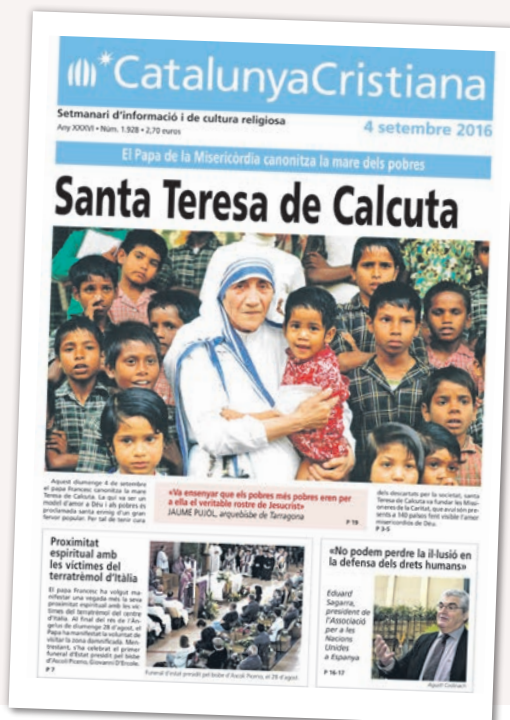 CatalunyaCristiana
Setmanari d'informació i de cultura religiosa
Any XXXVI • Núm. 1.928 • 2,70 euros
4 setembre 2016
El Papa de la Misericòrdia canonitza la mare dels pobres
Santa Teresa de Calcuta
Aquest diumenge 4 de setembre
el papa Francesc canonitza la mare
Teresa de Calcuta. La qui va ser un
model d'amor a Déu i als pobres és
proclamada santa enmig d'un gran
fervor popular. Per tal de tenir cura
«Va ensenyar que els pobres més pobres eren per
a ella el veritable rostre de Jesucrist»
JAUME PUJOL, arquebisbe de Tarragona
P 19
dels descartats per la societat, santa
Teresa de Calcuta va fundar les Missio-
neres de la Caritat, que avui són pre-
sents a 140 països fent visible l'amor
misericordiós de Déu.
P 3-5
Proximitat
espiritual amb
les víctimes del
terratrèmol d'Itàlia
El papa Francesc ha volgut ma-
nifestar una vegada més la seva
proximitat espiritual amb les víc-
times del terratrèmol del centre
d'Itàlia. Al final del res de l'Àn-
gelus de diumenge 28 d'agost, el
Papa ha manifestat la voluntat de
visitar la zona damnificada. Men-
trestant, s'ha celebrat el primer
funeral d'Estat presidit pel bisbe
d'Ascoli Piceno, Giovanni D'Ercole.
P 7
Funeral d'estat presidit pel bisbe d'Ascoli Piceno, el 28 d'agost.
«No podem perdre la il·lusió en
la defensa dels drets humans»
Eduard
Sagarra,
president de
l'Associació
per a les
Nacions
Unides
a Espanya
P 16-17
Agustí Codinach